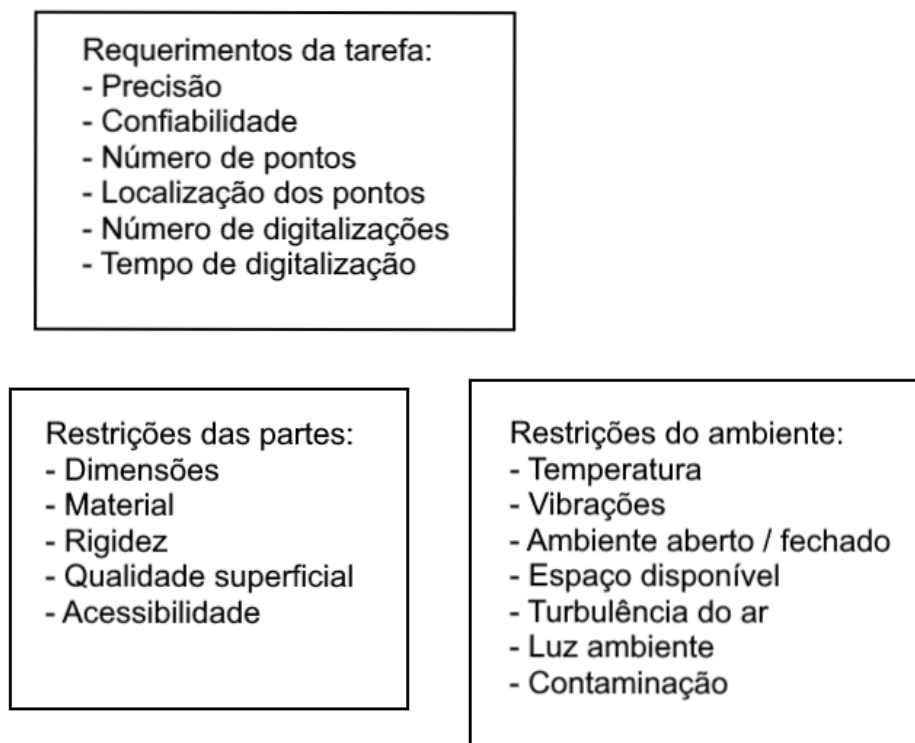 Requerimentos da tarefa:
- Precisão
- Confiabilidade
- Número de pontos
- Localização dos pontos
- Número de digitalizações
- Tempo de digitalização
Restrições das partes:
- Dimensões
- Material
- Rigidez
- Qualidade superficial
- Acessibilidade
Restrições do ambiente:
- Temperatura
- Vibrações
- Ambiente aberto / fechado
- Espaço disponível
- Turbulência do ar
- Luz ambiente
- Contaminação